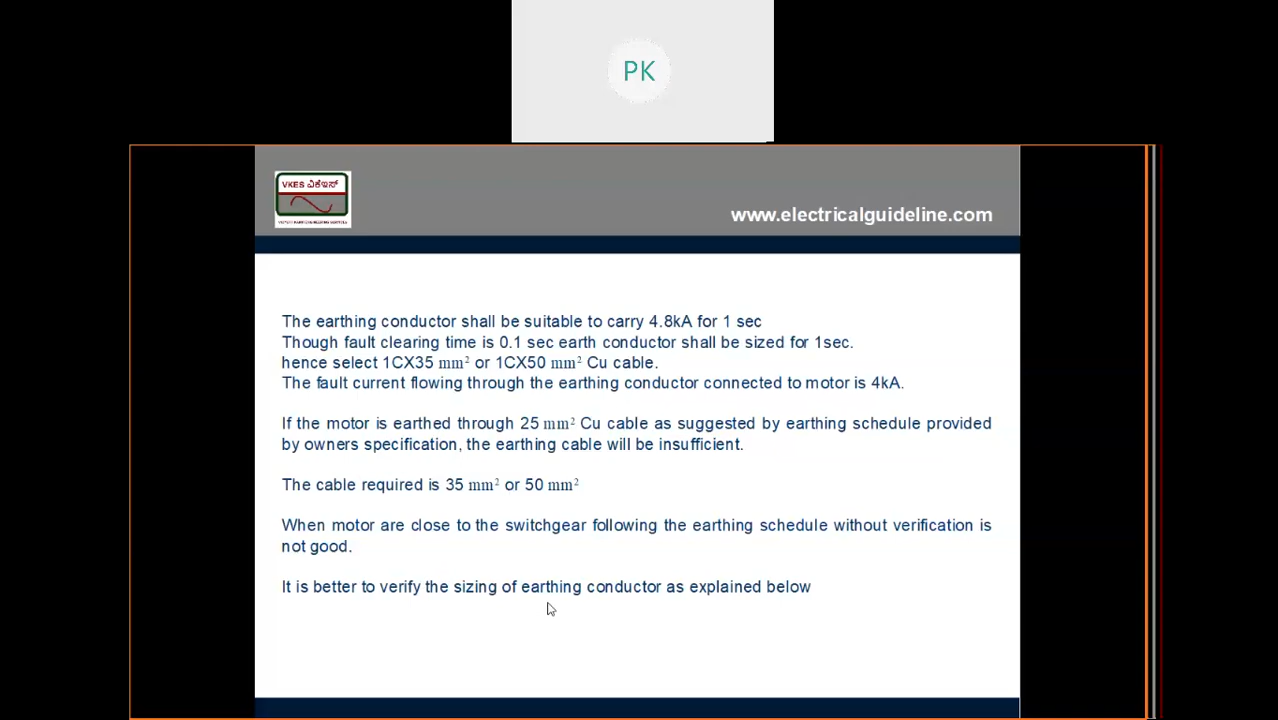 PK
VKES ವಿಕೆಇಸ್
www.electricalguideline.com
The earthing conductor shall be suitable to carry 4.8kA for 1 sec
Though fault clearing time is 0.1 sec earth conductor shall be sized for 1sec.
hence select 1CX35 mm² or 1CX50 mm² Cu cable.
The fault current flowing through the earthing conductor connected to motor is 4kA.
If the motor is earthed through 25 mm² Cu cable as suggested by earthing schedule provided
by owners specification, the earthing cable will be insufficient.
The cable required is 35 mm² or 50 mm²
When motor are close to the switchgear following the earthing schedule without verification is
not good.
It is better to verify the sizing of earthing conductor as explained below